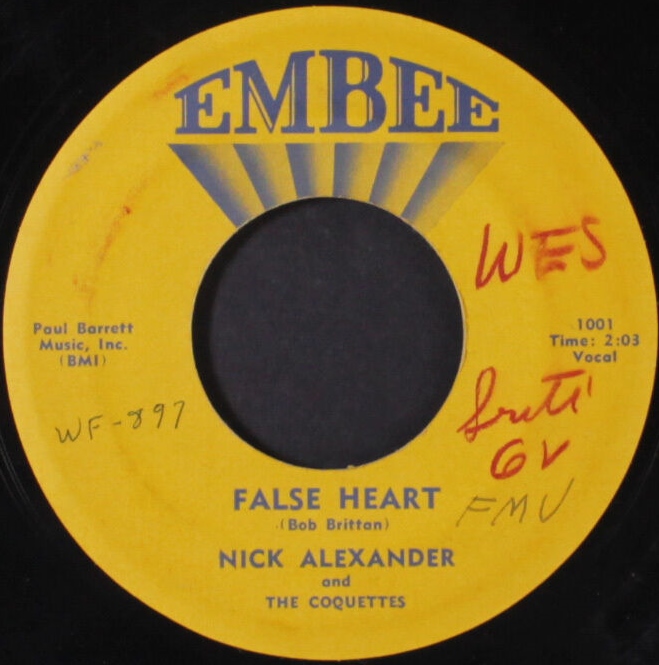 EMBEE
WES
Paul Barrett
Music, Inc.
(BMI)
1001
Time: 2:03
Vocal
WF-897
6V
FMU
FALSE HEART
(Bob Brittan)
NICK ALEXANDER
and
THE COQUETTES